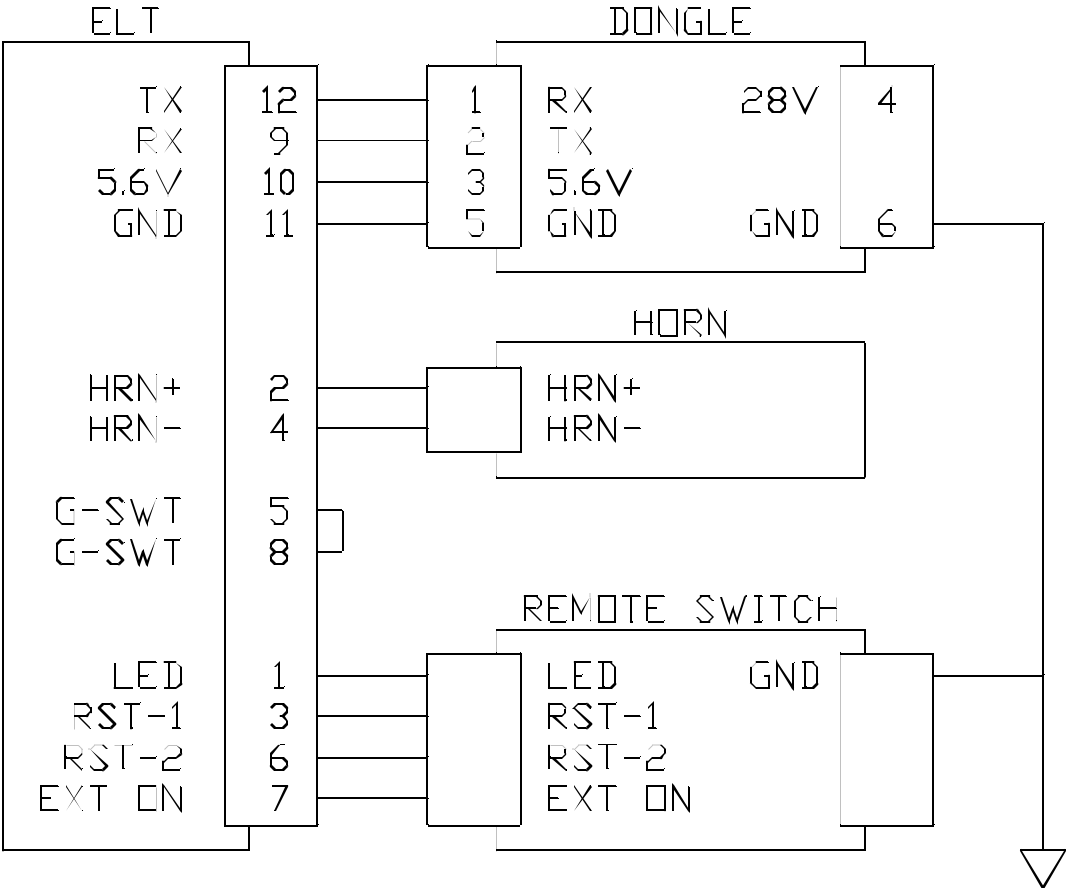 ELT DONGLE
TX 12 1 RX 28V 4
RX 9 2 TX
5.6V 10 3 5.6V
GND 11 5 GND GND 6
HORN
HRN+ 2 HRN+
HRN- 4 HRN-
G-SWT 5
G-SWT 8
REMOTE SWITCH
LED 1 LED GND
RST-1 3 RST-1
RST-2 6 RST-2
EXT ON 7 EXT ON